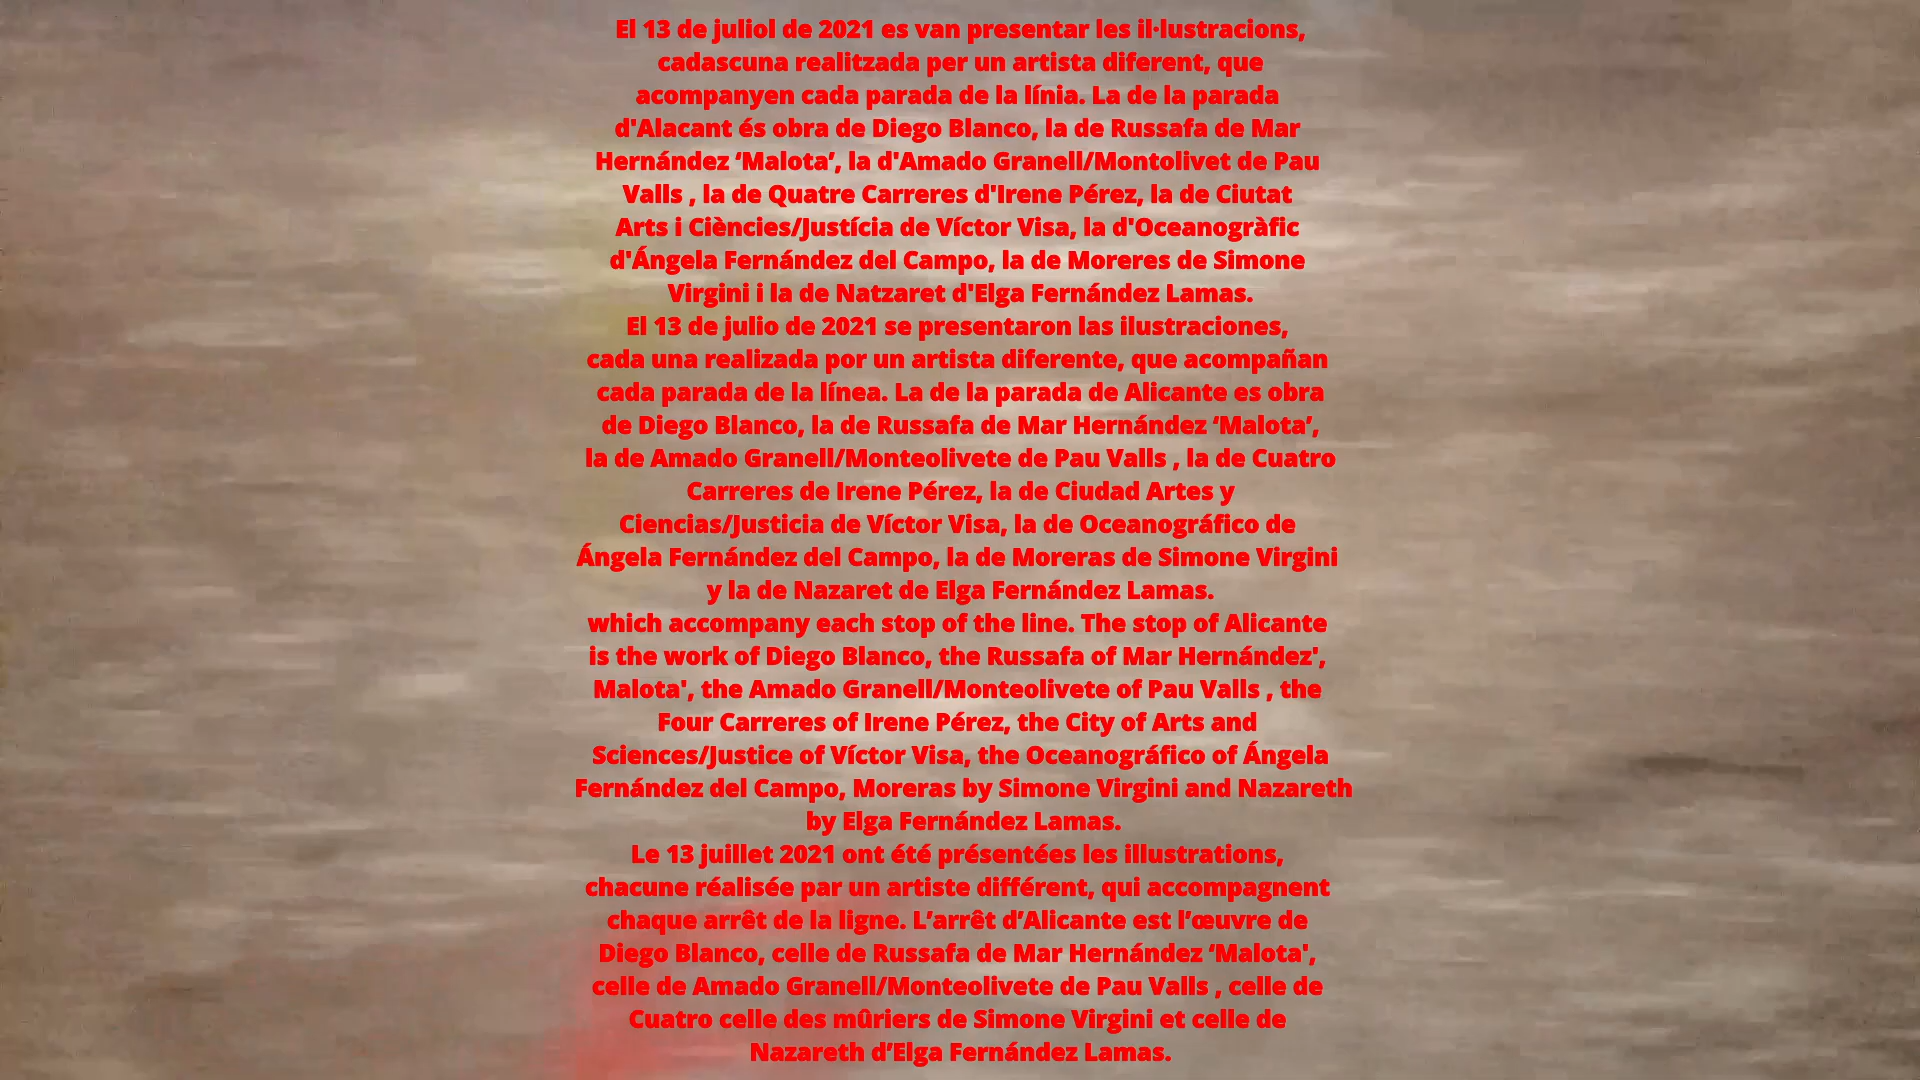 El 13 de juliol de 2021 es van presentar les il·lustracions,
cadascuna realitzada per un artista diferent, que
acompanyen cada parada de la línia. La de la parada
d'Alacant és obra de Diego Blanco, la de Russafa de Mar
Hernández ‘Malota’, la d'Amado Granell/Montolivet de Pau
Valls , la de Quatre Carreres d'Irene Pérez, la de Ciutat
Arts i Ciències/Justícia de Víctor Visa, la d'Oceanogràfic
d'Ángela Fernández del Campo, la de Moreres de Simone
Virgini i la de Natzaret d'Elga Fernández Lamas.
El 13 de julio de 2021 se presentaron las ilustraciones,
cada una realizada por un artista diferente, que acompañan
cada parada de la línea. La de la parada de Alicante es obra
de Diego Blanco, la de Russafa de Mar Hernández ‘Malota’,
la de Amado Granell/Monteolivete de Pau Valls , la de Cuatro
Carreres de Irene Pérez, la de Ciudad Artes y
Ciencias/Justicia de Víctor Visa, la de Oceanográfico de
Ángela Fernández del Campo, la de Moreras de Simone Virgini
y la de Nazaret de Elga Fernández Lamas.
which accompany each stop of the line. The stop of Alicante
is the work of Diego Blanco, the Russafa of Mar Hernández',
Malota', the Amado Granell/Monteolivete of Pau Valls , the
Four Carreres of Irene Pérez, the City of Arts and
Sciences/Justice of Víctor Visa, the Oceanográfico of Ángela
Fernández del Campo, Moreras by Simone Virgini and Nazareth
by Elga Fernández Lamas.
Le 13 juillet 2021 ont été présentées les illustrations,
chacune réalisée par un artiste différent, qui accompagnent
chaque arrêt de la ligne. L’arrêt d’Alicante est l’œuvre de
Diego Blanco, celle de Russafa de Mar Hernández ‘Malota',
celle de Amado Granell/Monteolivete de Pau Valls , celle de
Cuatro celle des mûriers de Simone Virgini et celle de
Nazareth d’Elga Fernández Lamas.